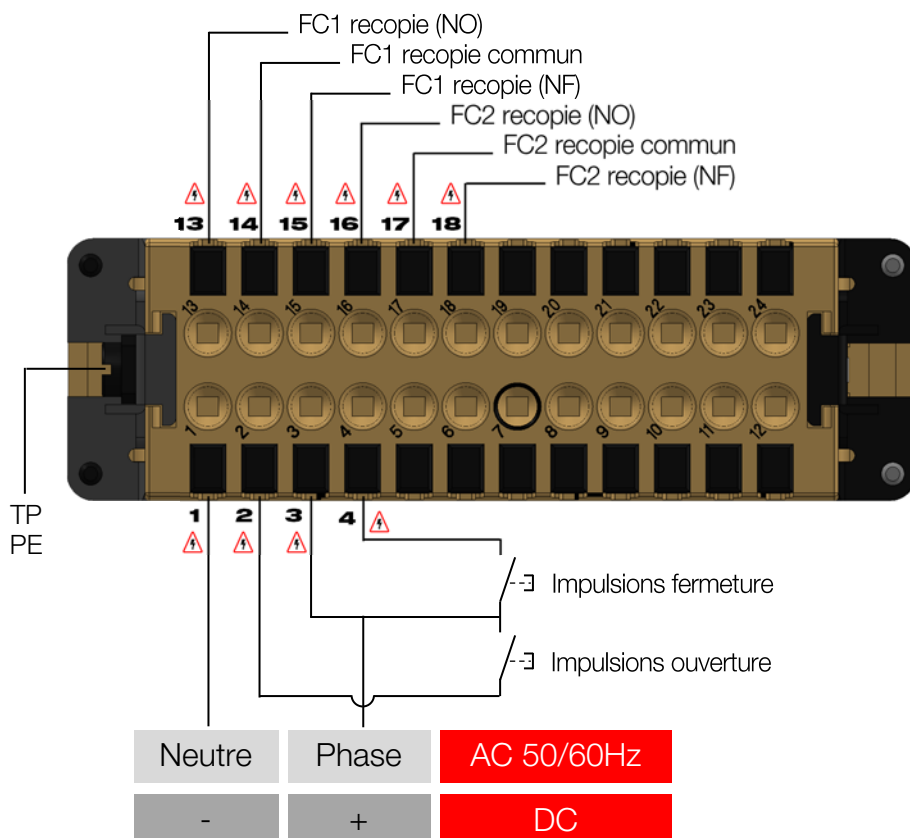 FC1 recopie (NO)
FC1 recopie commun
FC1 recopie (NF)
FC2 recopie (NO)
FC2 recopie commun
FC2 recopie (NF)
13 14 15 16 17 18
13 14 15 16 17 18 19 20 21 22 23 24
1 2 3 4 5 6 7 8 9 10 11 12
TP
PE
1 2 3 4
Impulsions fermeture
Impulsions ouverture
Neutre Phase AC 50/60Hz
- + DC